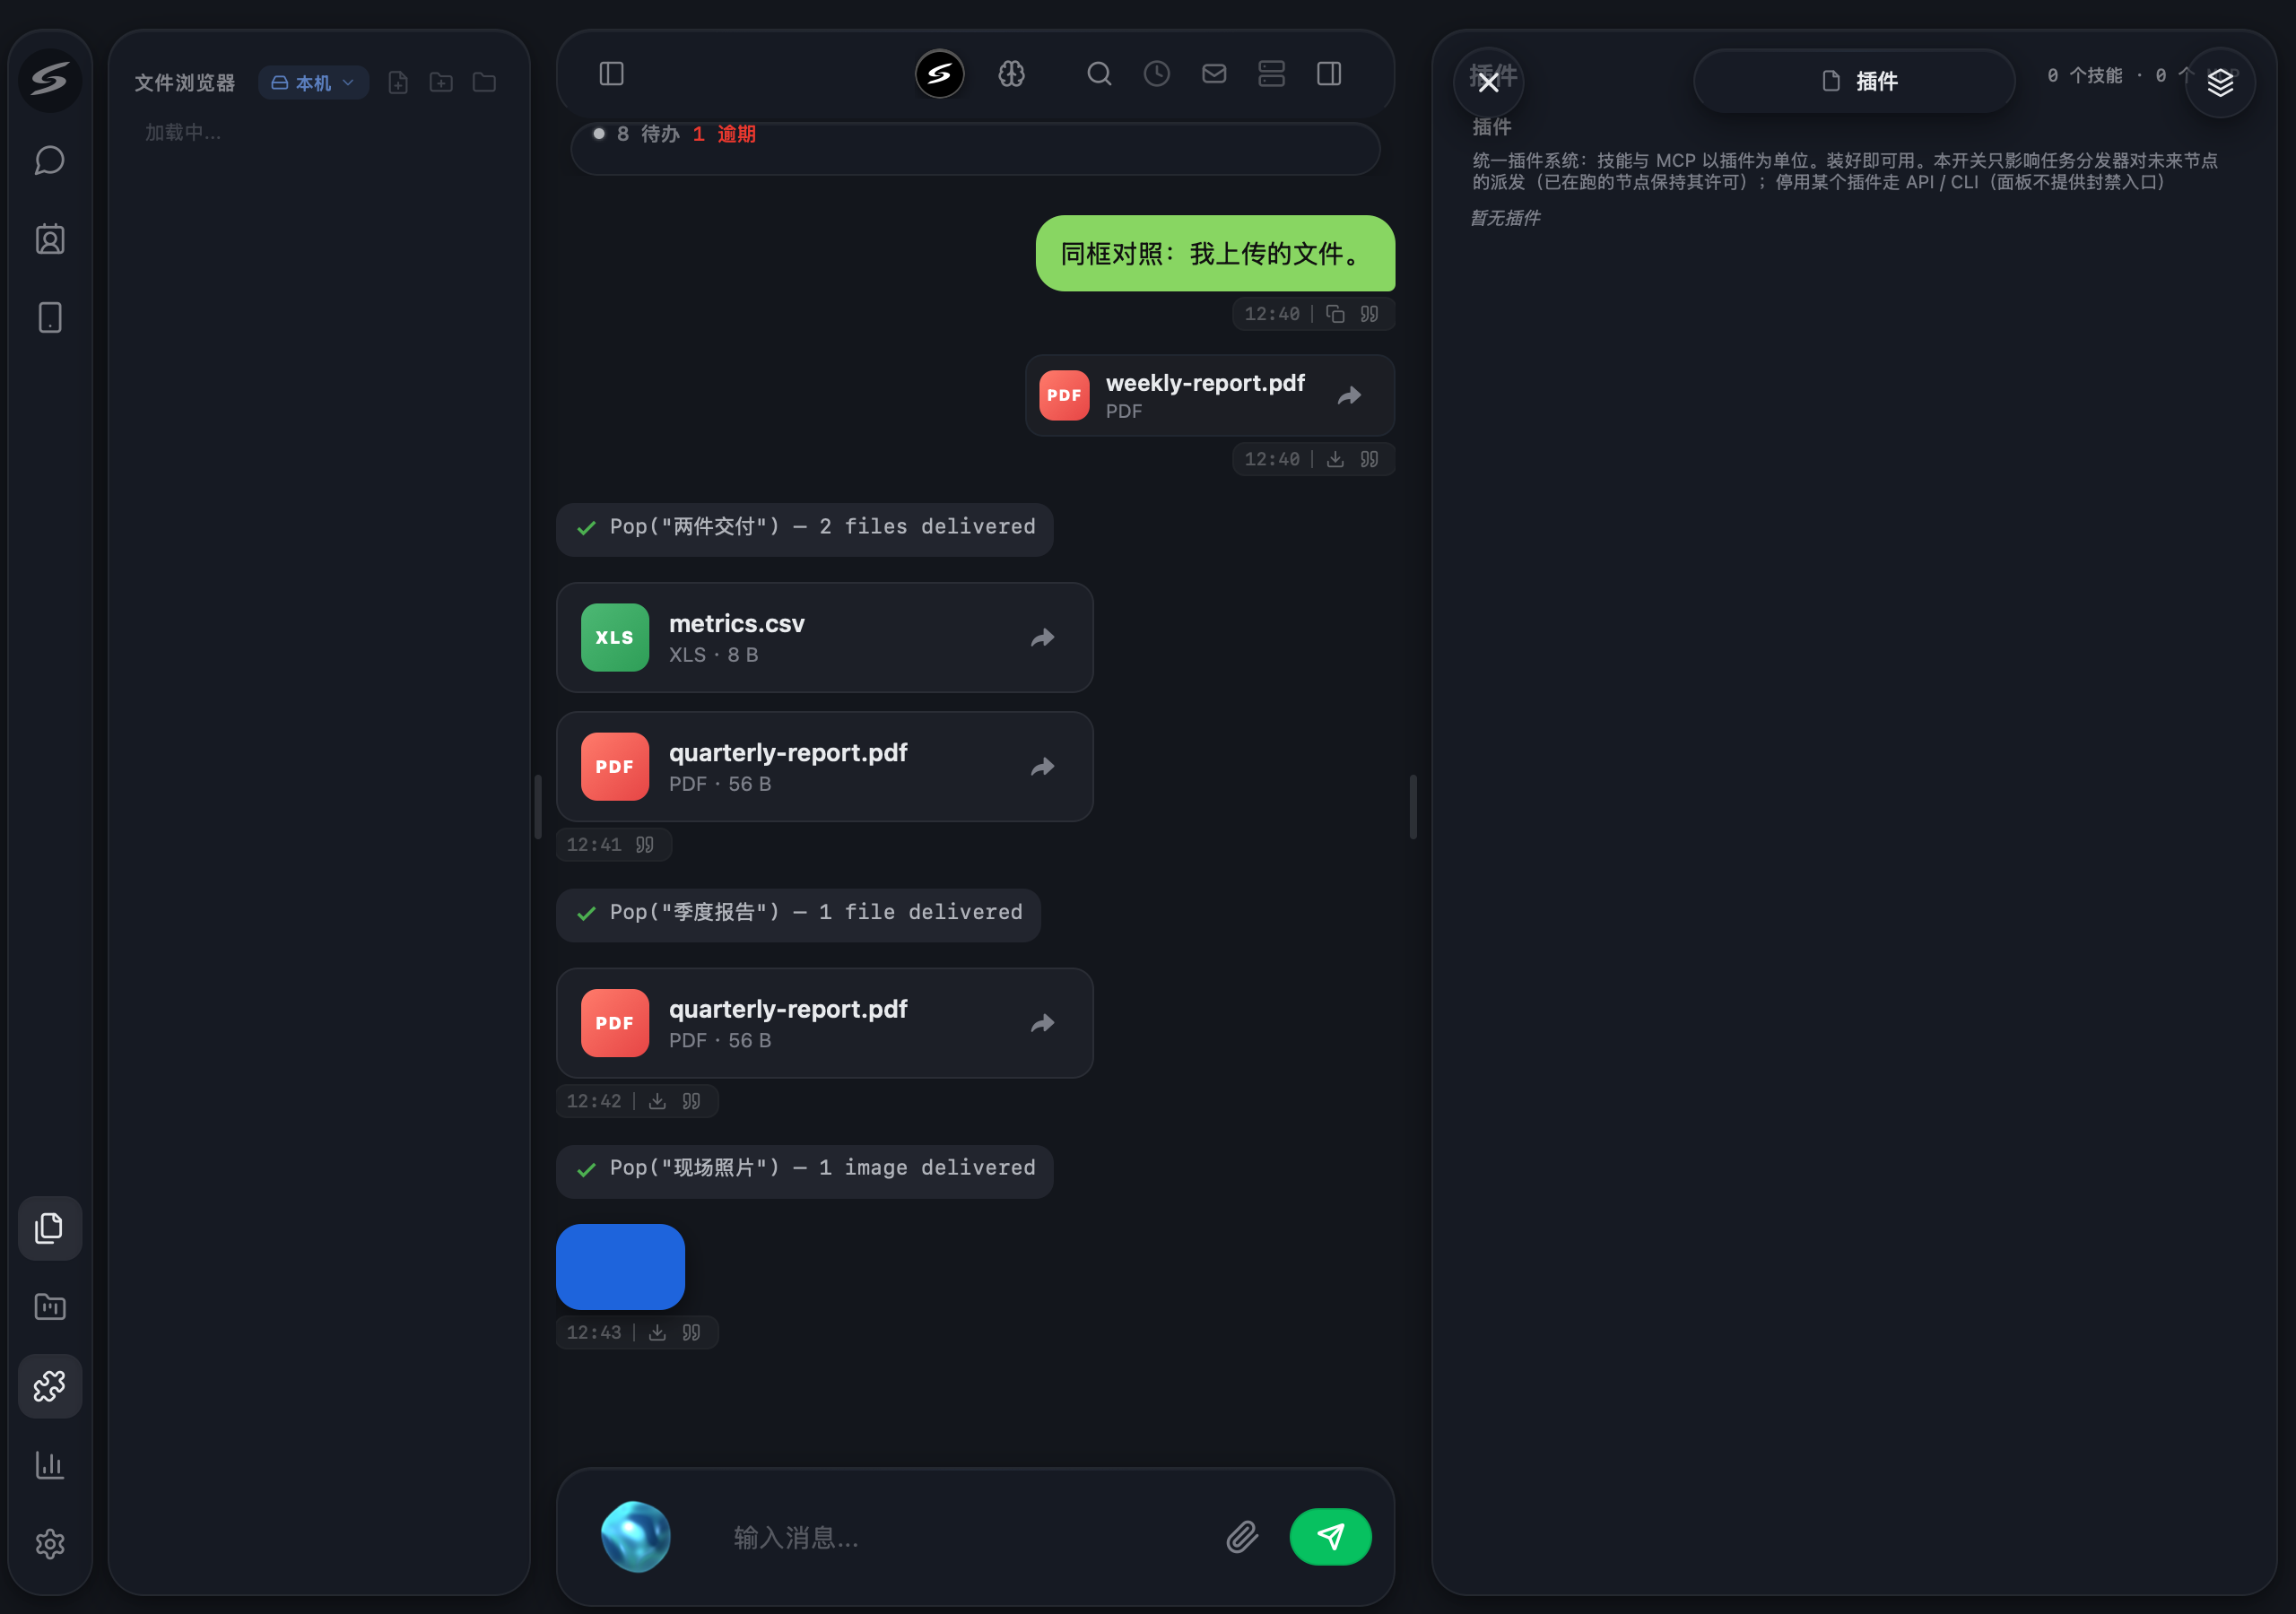 文件浏览器
本机
加载中...
8 待办 1 逾期
同框对照：我上传的文件。
12:40
PDF
weekly-report.pdf
PDF
12:40
Pop("两件交付") — 2 files delivered
XLS
metrics.csv
XLS · 8 B
PDF
quarterly-report.pdf
PDF · 56 B
12:41
Pop("季度报告") — 1 file delivered
PDF
quarterly-report.pdf
PDF · 56 B
12:42
Pop("现场照片") — 1 image delivered
12:43
输入消息...
插件
插件
0 个技能 · 0 个
插件
统一插件系统：技能与 MCP 以插件为单位。装好即可用。本开关只影响任务分发器对未来节点
的派发（已在跑的节点保持其许可）；停用某个插件走 API / CLI（面板不提供封禁入口）
暂无插件